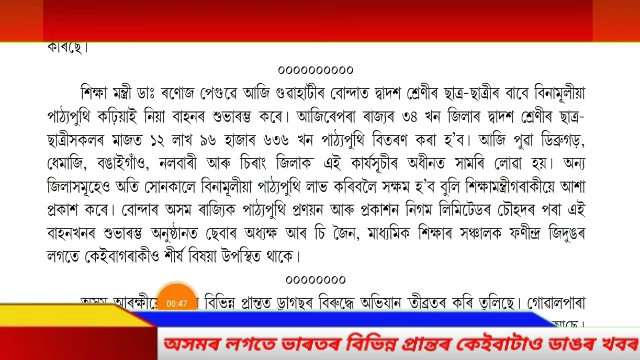 কৰিছে।
০০০০০০০০০০
শিক্ষা মন্ত্ৰী ডাঃ ৰণোজ পেগুৱে আজি গুৱাহাটীৰ বোন্দাত দ্বাদশ শ্ৰেণীৰ ছাত্ৰ-ছাত্ৰীৰ বাবে বিনামূলীয়া
পাঠ্যপুথি কঢ়িয়াই নিয়া বাহনৰ শুভাৰম্ভ কৰে। আজিৰেপৰা ৰাজ্যৰ ৩৪ খন জিলাৰ দ্বাদশ শ্ৰেণীৰ ছাত্ৰ-
ছাত্ৰীসকলৰ মাজত ১২ লাখ ৯৬ হাজাৰ ৬৩৬ খন পাঠ্যপুথি বিতৰণ কৰা হ’ব। আজি পুৱা ডিব্ৰুগড়,
ধেমাজি, বঙাইগাঁও, নলবাৰী আৰু চিৰাং জিলাক এই কাৰ্যসূচীৰ অধীনত সামৰি লোৱা হয়। অন্য
জিলাসমূহেও অতি সোনকালে বিনামূলীয়া পাঠ্যপুথি লাভ কৰিবলৈ সক্ষম হ’ব বুলি শিক্ষামন্ত্ৰীগৰাকীয়ে আশা
প্ৰকাশ কৰে। বোন্দাৰ অসম ৰাজ্যিক পাঠ্যপুথি প্ৰণয়ন আৰু প্ৰকাশন নিগম লিমিটেডৰ চৌহদৰ পৰা এই
বাহনখনৰ শুভাৰম্ভ অনুষ্ঠানত ছেবাৰ অধ্যক্ষ আৰ চি জৈন, মাধ্যমিক শিক্ষাৰ সঞ্চালক ফণীন্দ্ৰ জিদুঙৰ
লগতে কেইবাগৰাকীও শীৰ্ষ বিষয়া উপস্থিত থাকে।
০০০০০০০০
অসম আৰক্ষীয়ে বিভিন্ন প্ৰান্তত ড্ৰাগছৰ বিৰুদ্ধে অভিযান তীব্ৰতৰ কৰি তুলিছে। গোৱালপাৰা
00:47
আছে।
অসমৰ লগতে ভাৰতৰ বিভিন্ন প্ৰান্তৰ কেইবাটাও ডাঙৰ খবৰ